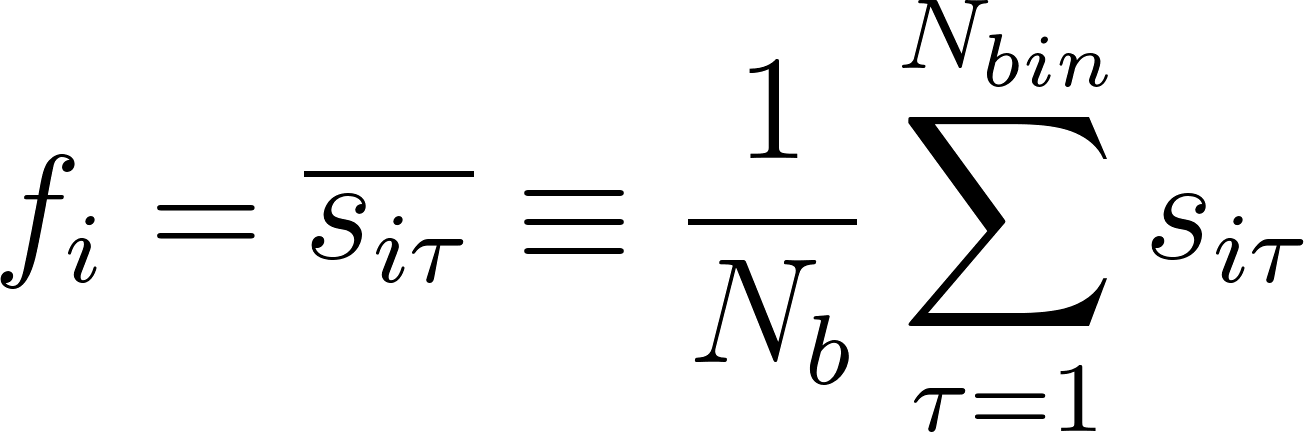 $f_i = \overline{s_{i\tau}} \equiv \frac{1}{N_b} \sum_{\tau=1}^{N_{bin}} s_{i\tau}$